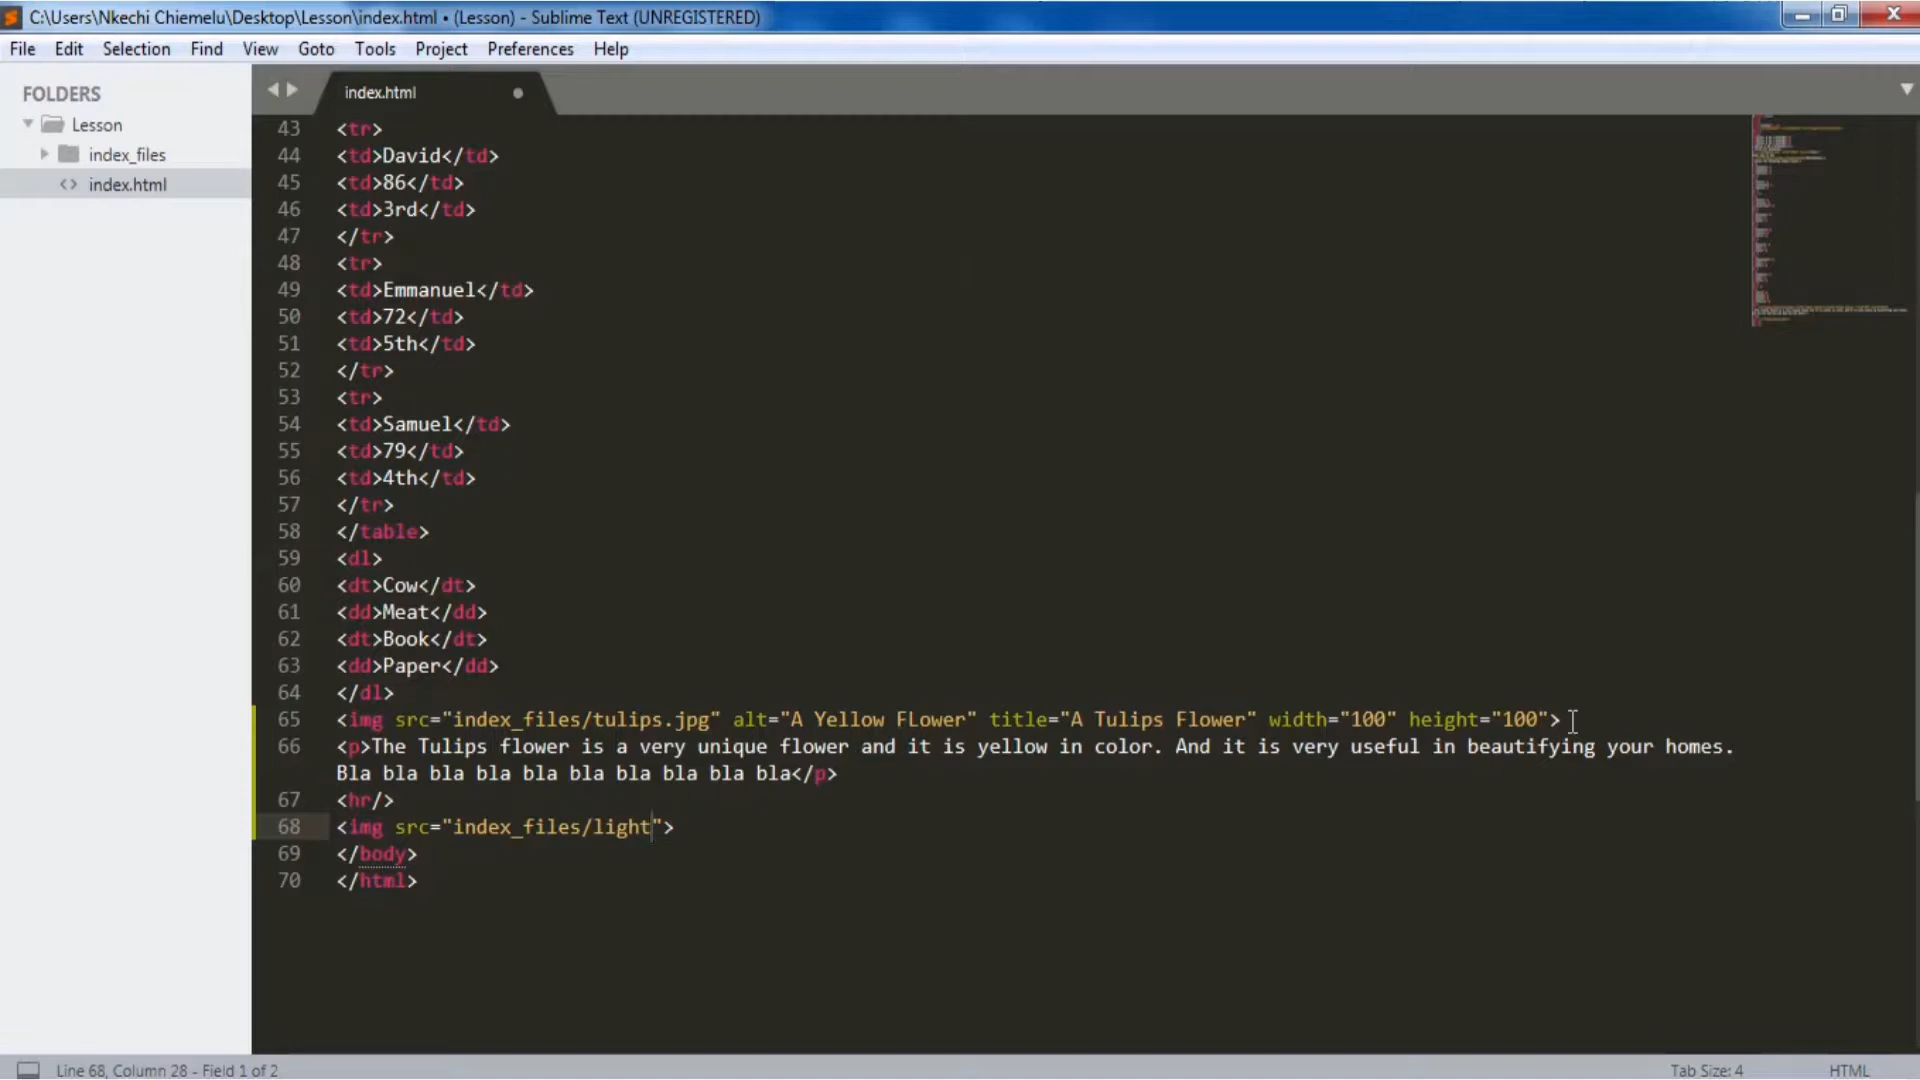 C:\Users\Nkechi Chiemelu\Desktop\Lesson\index.html • (Lesson) - Sublime Text (UNREGISTERED)
File Edit Selection Find View Goto Tools Project Preferences Help
FOLDERS
Lesson
index_files
index.html
index.html
43 <tr>
44 <td>David</td>
45 <td>86</td>
46 <td>3rd</td>
47 </tr>
48 <tr>
49 <td>Emmanuel</td>
50 <td>72</td>
51 <td>5th</td>
52 </tr>
53 <tr>
54 <td>Samuel</td>
55 <td>79</td>
56 <td>4th</td>
57 </tr>
58 </table>
59 <dl>
60 <dt>Cow</dt>
61 <dd>Meat</dd>
62 <dt>Book</dt>
63 <dd>Paper</dd>
64 </dl>
65 <img src="index_files/tulips.jpg" alt="A Yellow FLower" title="A Tulips Flower" width="100" height="100">
66 <p>The Tulips flower is a very unique flower and it is yellow in color. And it is very useful in beautifying your homes.
Bla bla bla bla bla bla bla bla bla bla</p>
67 <hr/>
68 <img src="index_files/light">
69 </body>
70 </html>
Line 68, Column 28 - Field 1 of 2
Tab Size: 4
HTML